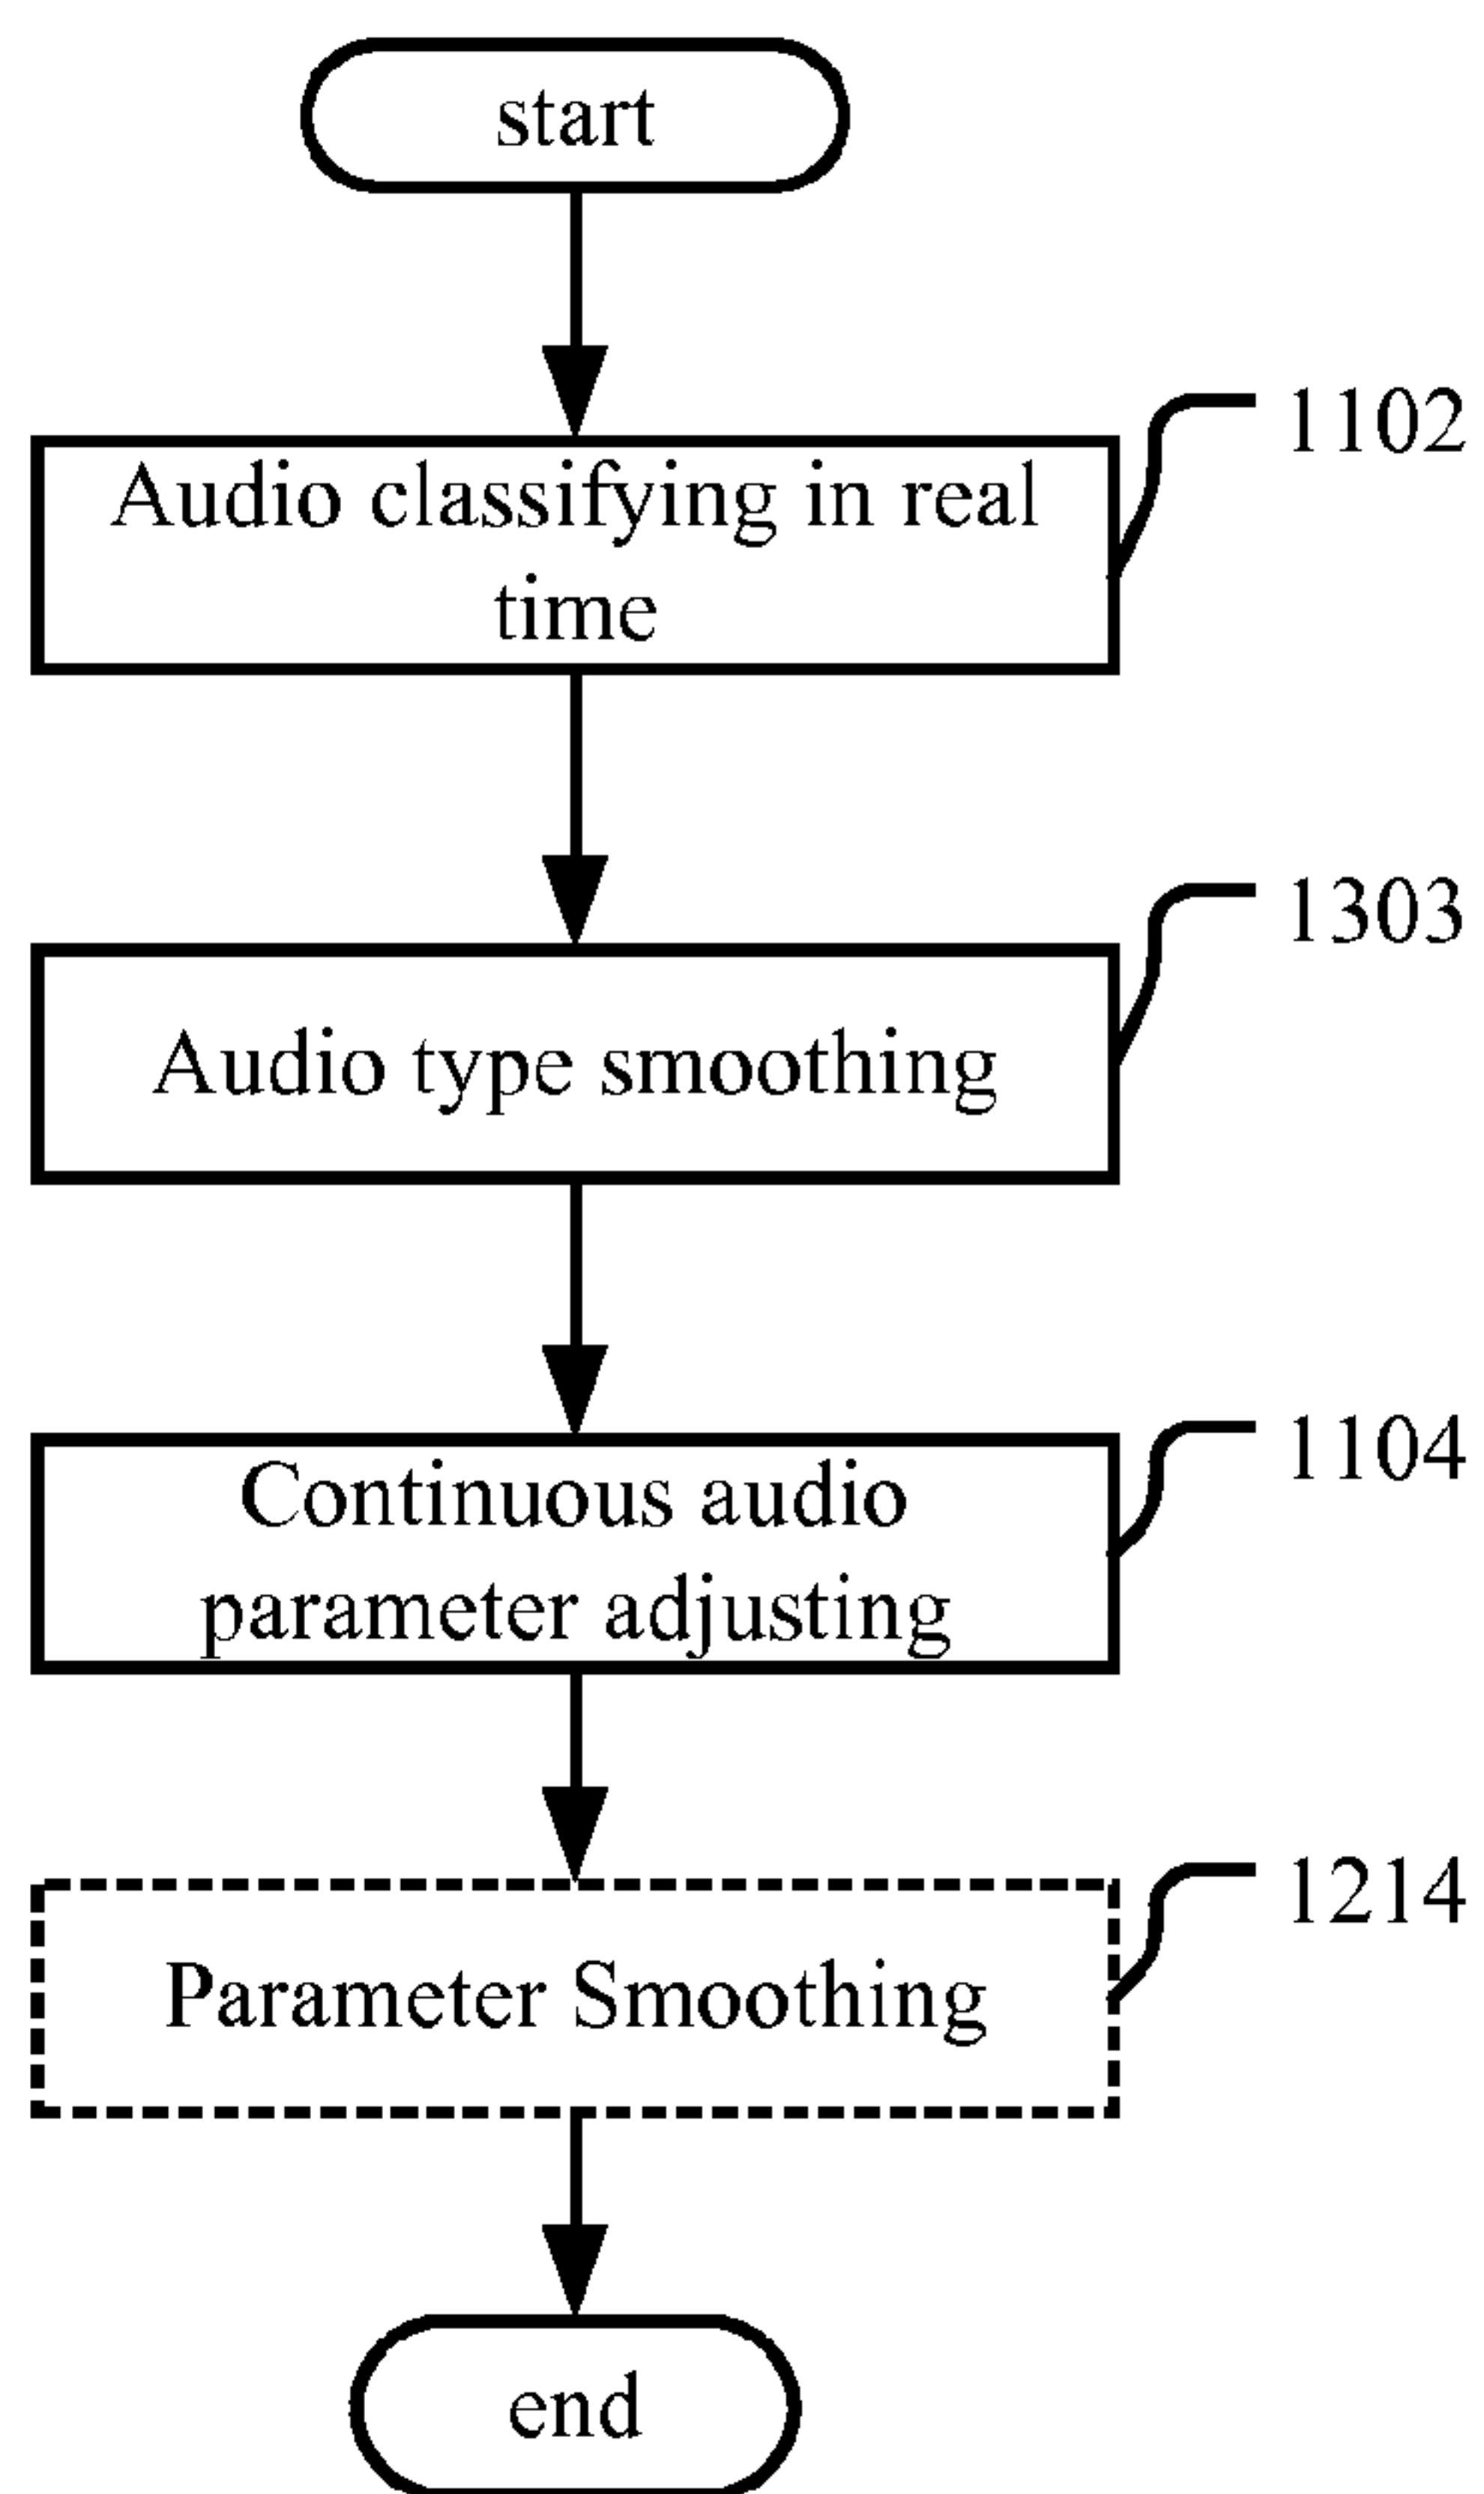 start
1102
Audio classifying in real
time
1303
Audio type smoothing
1104
Continuous audio
parameter adjusting
1214
Parameter Smoothing
end